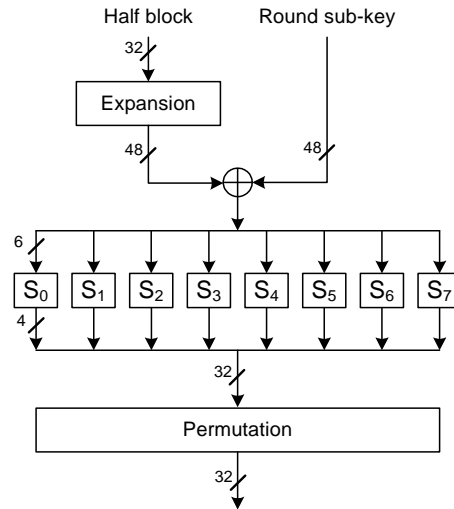 Half block Round sub-key
32
Expansion
48 48
6
S0 S1 S2 S3 S4 S5 S6 S7
4
32
Permutation
32